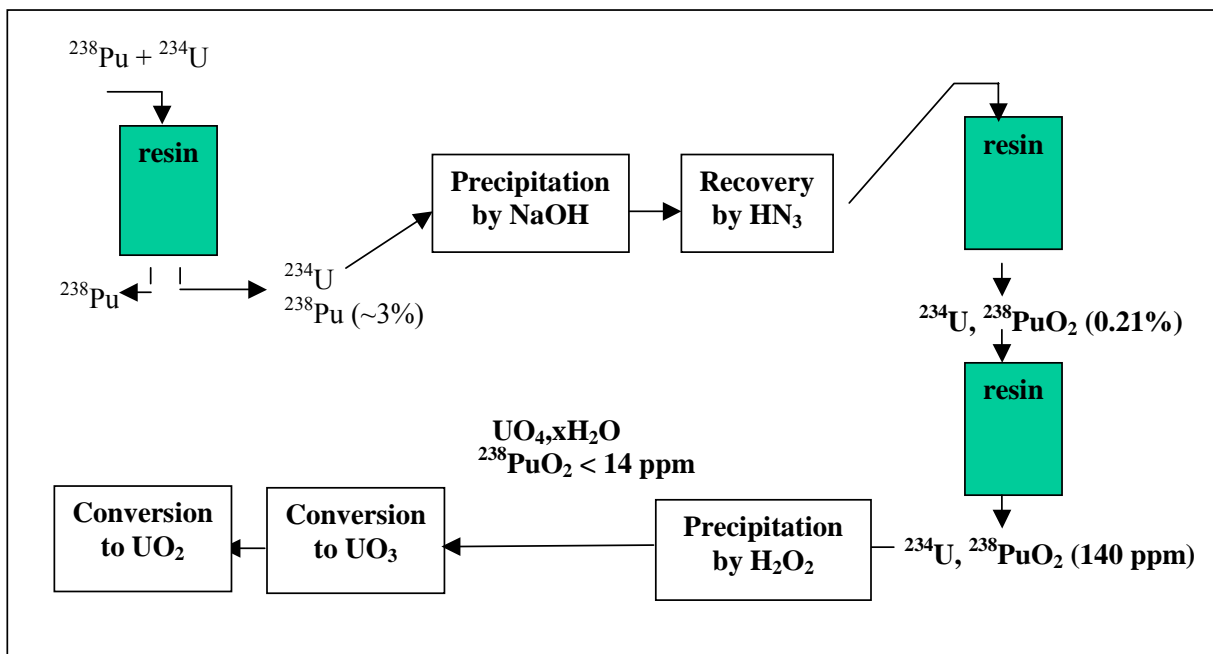 ²³⁸Pu + ²³⁴U
resin
²³⁸Pu
²³⁴U
²³⁸Pu (~3%)
Precipitation
by NaOH
Recovery
by HN₃
resin
²³⁴U, ²³⁸PuO₂ (0.21%)
resin
²³⁴U, ²³⁸PuO₂ (140 ppm)
Precipitation
by H₂O₂
UO₄,xH₂O
²³⁸PuO₂ < 14 ppm
Conversion
to UO₃
Conversion
to UO₂